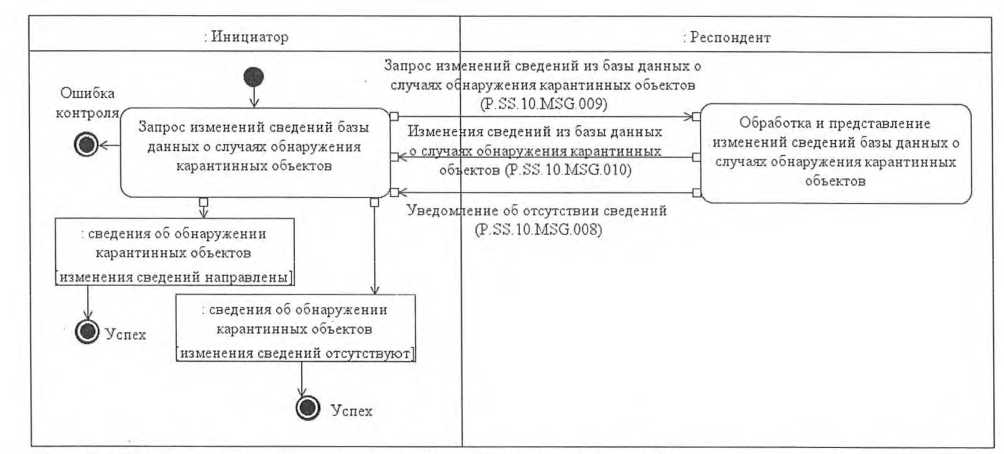 : Инициатор
: Респондент
Ошибка
контроля
Запрос изменений сведений базы
данных о случаях обнаружения
карантинных объектов
Запрос изменений сведений из базы данных о
случаях обнаружения карантинных объектов
(P.SS.10.MSG.009)
Изменения сведений из базы данных
о случаях обнаружения карантинных
объектов (P.SS.10.MSG.010)
Уведомление об отсутствии сведений
(P.SS.10.MSG.008)
Обработка и представление
изменений сведений базы данных о
случаях обнаружения карантинных
объектов
: сведения об обнаружении
карантинных объектов
[изменения сведений направлены]
Успех
: сведения об обнаружении
карантинных объектов
[изменения сведений отсутствуют]
Успех